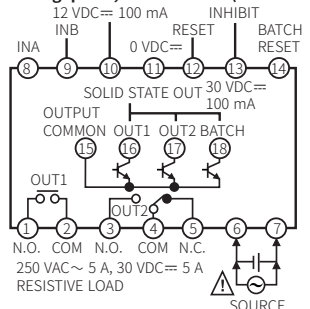 12 VDC⎓ 100 mA INHIBIT
INB RESET BATCH
INA 0 VDC⎓ RESET
8 9 10 11 12 13 14
SOLID STATE OUT 30 VDC⎓
100 mA
OUTPUT
COMMON OUT1 OUT2 BATCH
15 16 17 18
OUT1
OUT2
1 2 3 4 5 6 7
N.O. COM N.O. COM N.C.
250 VAC～ 5 A, 30 VDC⎓ 5 A
RESISTIVE LOAD
SOURCE